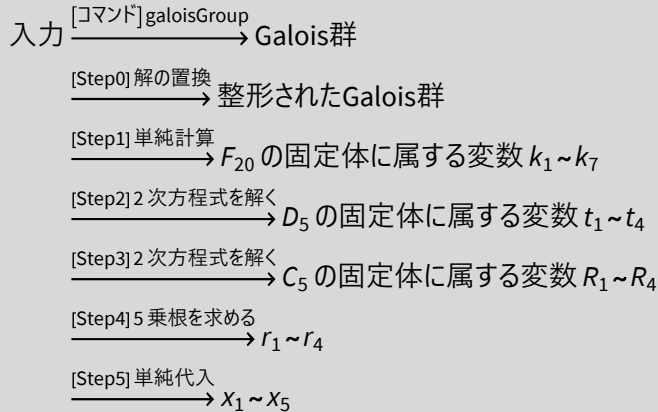 [コマンド] galoisGroup
入力 → Galois群
[Step0] 解の置換
→ 整形されたGalois群
[Step1] 単純計算
→ F₂₀ の固定体に属する変数 k₁~k₇
[Step2] 2 次方程式を解く
→ D₅ の固定体に属する変数 t₁~t₄
[Step3] 2 次方程式を解く
→ C₅ の固定体に属する変数 R₁~R₄
[Step4] 5 乗根を求める
→ r₁~r₄
[Step5] 単純代入
→ x₁~x₅